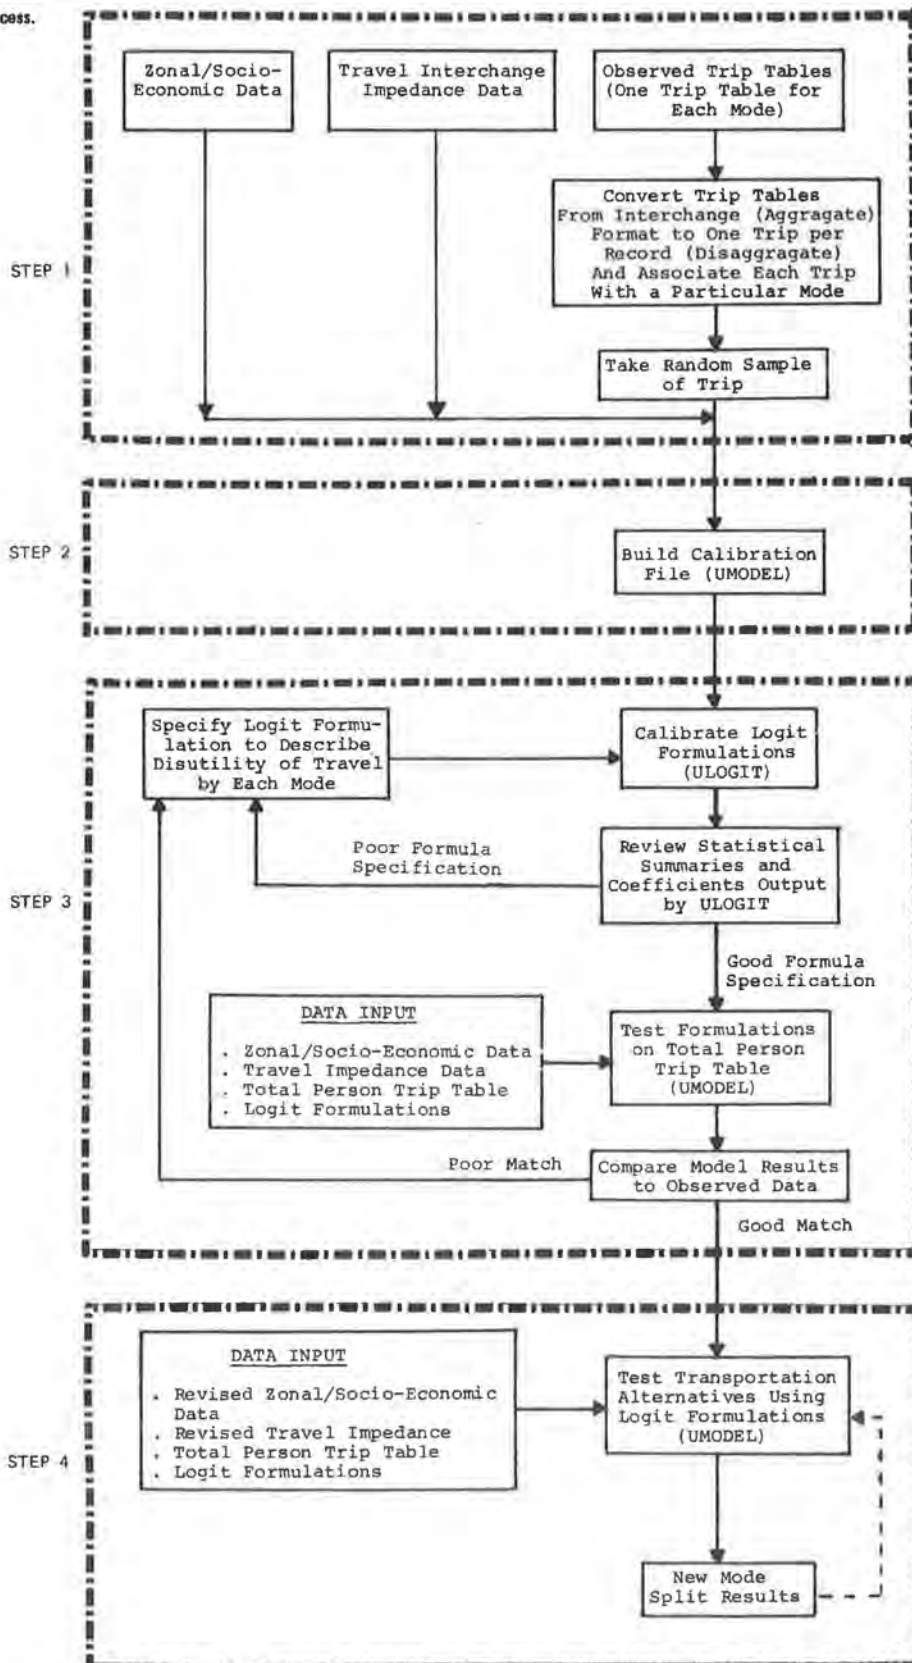 cess.
Zonal/Socio-
Economic Data
Travel Interchange
Impedance Data
Observed Trip Tables
(One Trip Table for
Each Mode)
Convert Trip Tables
From Interchange (Aggragate)
Format to One Trip per
Record (Disaggragate)
And Associate Each Trip
With a Particular Mode
STEP 1
Take Random Sample
of Trip
STEP 2
Build Calibration
File (UMODEL)
Specify Logit Formu-
lation to Describe
Disutility of Travel
by Each Mode
Calibrate Logit
Formulations
(ULOGIT)
Poor Formula
Specification
Review Statistical
Summaries and
Coefficients Output
by ULOGIT
STEP 3
Good Formula
Specification
DATA INPUT
. Zonal/Socio-Economic Data
. Travel Impedance Data
. Total Person Trip Table
. Logit Formulations
Test Formulations
on Total Person
Trip Table
(UMODEL)
Poor Match
Compare Model Results
to Observed Data
Good Match
DATA INPUT
. Revised Zonal/Socio-Economic
Data
. Revised Travel Impedance
. Total Person Trip Table
. Logit Formulations
Test Transportation
Alternatives Using
Logit Formulations
(UMODEL)
STEP 4
New Mode
Split Results